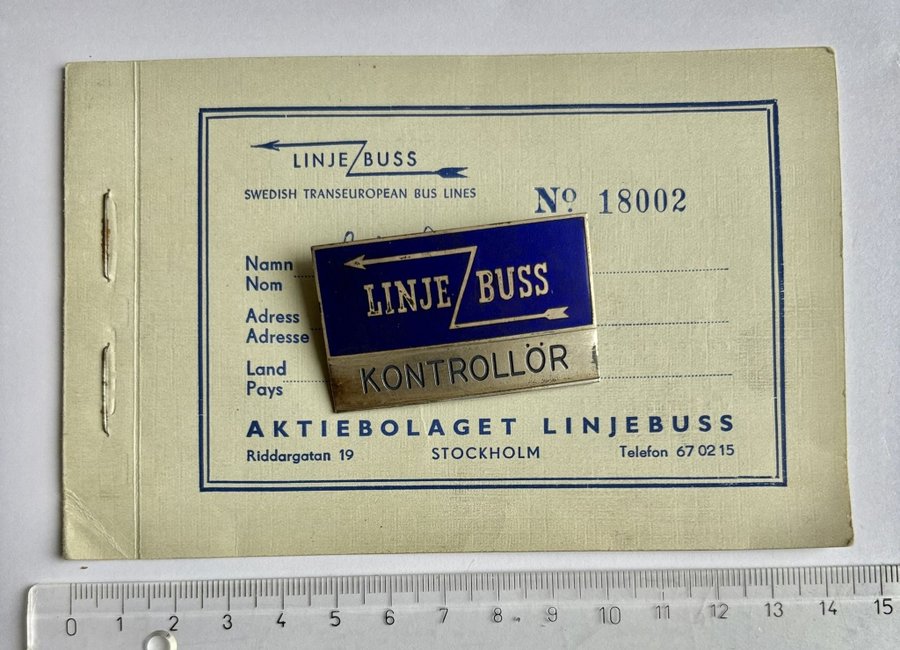 LINJE BUSS
SWEDISH TRANSEUROPEAN BUS LINES
Nº 18002
Namn
Nom
LINJE BUSS
KONTROLLÖR
Adress
Adresse
Land
Pays
AKTIEBOLAGET LINJEBUSS
Riddargatan 19 STOCKHOLM Telefon 67 02 15
0 1 2 3 4 5 6 7 8 9 10 11 12 13 14 15